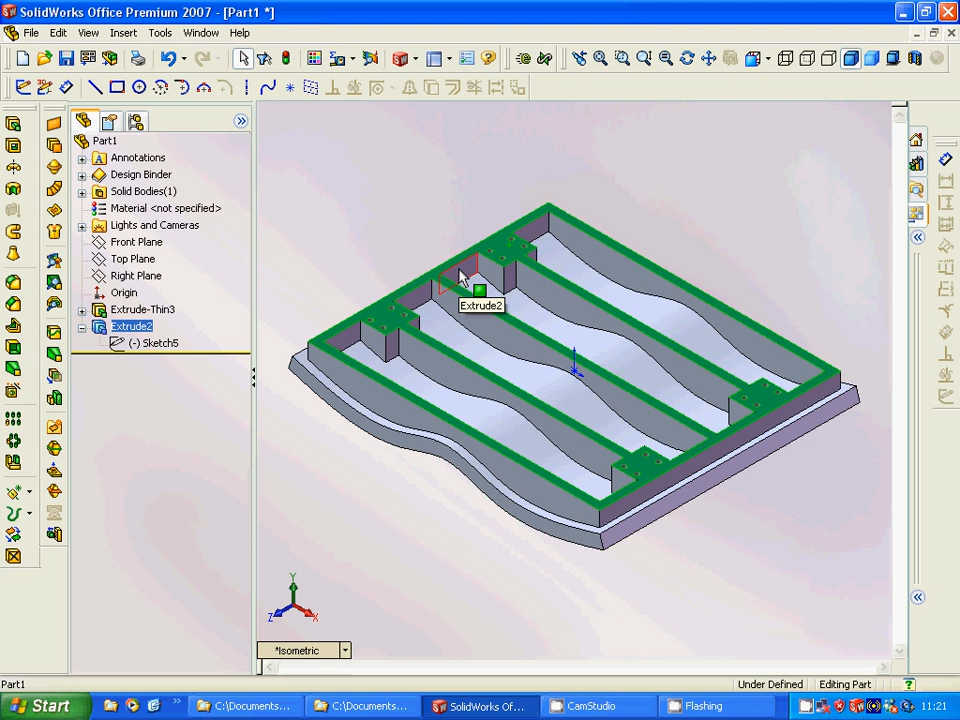 SolidWorks Office Premium 2007 - [Part1 *]
File Edit View Insert Tools Window Help
Part1
Annotations
Design Binder
Solid Bodies(1)
Material <not specified>
Lights and Cameras
Front Plane
Top Plane
Right Plane
Origin
Extrude-Thin3
Extrude2
(-) Sketch5
Extrude2
Y
Z
X
*Isometric
Part1
Under Defined
Editing Part
Start
C:\Documents...
C:\Documents...
SolidWorks Of...
CamStudio
Flashing
11:21